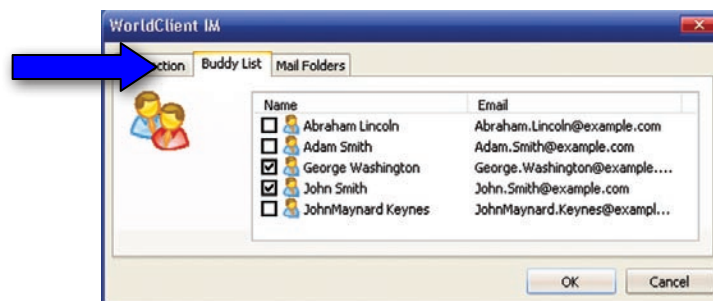 WorldClient IM
ction Buddy List Mail Folders
Name Email
Abraham Lincoln Abraham.Lincoln@example.com
Adam Smith Adam.Smith@example.com
George Washington George.Washington@example....
John Smith John.Smith@example.com
JohnMaynard Keynes JohnMaynard.Keynes@exampl...
OK Cancel